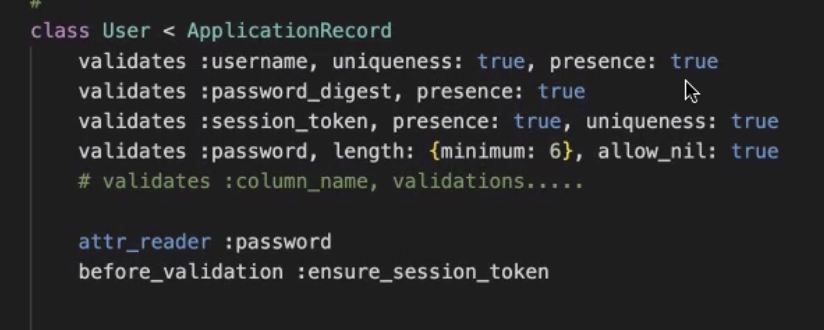 #
class User < ApplicationRecord
validates :username, uniqueness: true, presence: true
validates :password_digest, presence: true
validates :session_token, presence: true, uniqueness: true
validates :password, length: {minimum: 6}, allow_nil: true
# validates :column_name, validations.....
attr_reader :password
before_validation :ensure_session_token